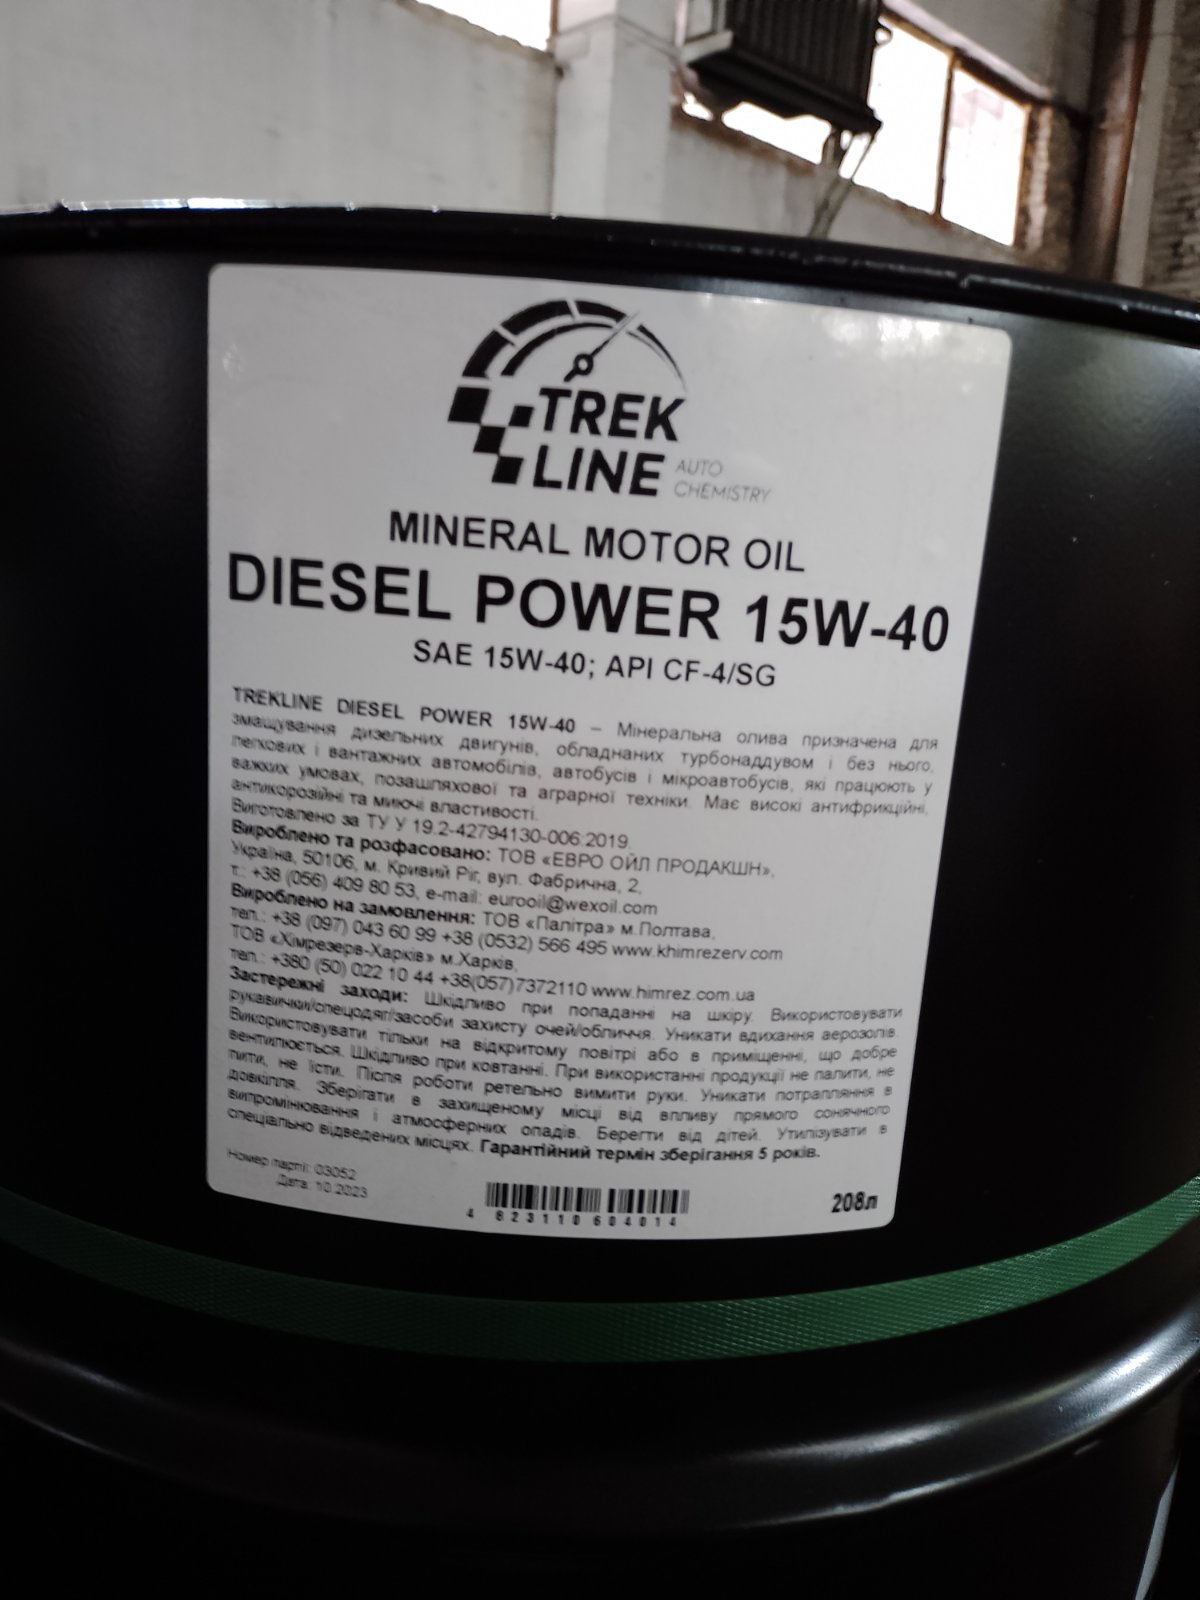 TREK
LINE AUTO
CHEMISTRY
MINERAL MOTOR OIL
DIESEL POWER 15W-40
SAE 15W-40; API CF-4/SG
TREKLINE DIESEL POWER 15W-40 – Мінеральна олива призначена для
змащування дизельних двигунів, обладнаних турбонаддувом і без нього,
легкових і вантажних автомобілів, автобусів і мікроавтобусів, які працюють у
важких умовах, позашляхової та аграрної техніки. Має високі антифрикційні,
антикорозійні та миючі властивості.
Виготовлено за ТУ У 19.2-42794130-006:2019.
Вироблено та розфасовано: ТОВ «ЕВРО ОЙЛ ПРОДАКШН»,
Україна, 50106, м. Кривий Ріг, вул. Фабрична, 2,
т.: +38 (056) 409 80 53, e-mail: eurooil@wexoil.com
Вироблено на замовлення: ТОВ «Палітра» м.Полтава,
тел.: +38 (097) 043 60 99 +38 (0532) 566 495 www.khimrezerv.com
ТОВ «Хімрезерв-Харків» м.Харків,
тел.: +380 (50) 022 10 44 +38(057)7372110 www.himrez.com.ua
Застережні заходи: Шкідливо при попаданні на шкіру. Використовувати
рукавички/спецодяг/засоби захисту очей/обличчя. Уникати вдихання аерозолів.
Використовувати тільки на відкритому повітрі або в приміщенні, що добре
вентилюється. Шкідливо при ковтанні. При використанні продукції не палити, не
пити, не їсти. Після роботи ретельно вимити руки. Уникати потрапляння в
довкілля. Зберігати в захищеному місці від впливу прямого сонячного
випромінювання і атмосферних опадів. Берегти від дітей. Утилізувати в
спеціально відведених місцях. Гарантійний термін зберігання 5 років.
Номер партії: 03052
Дата: 10.2023
4 823110 604014
208л